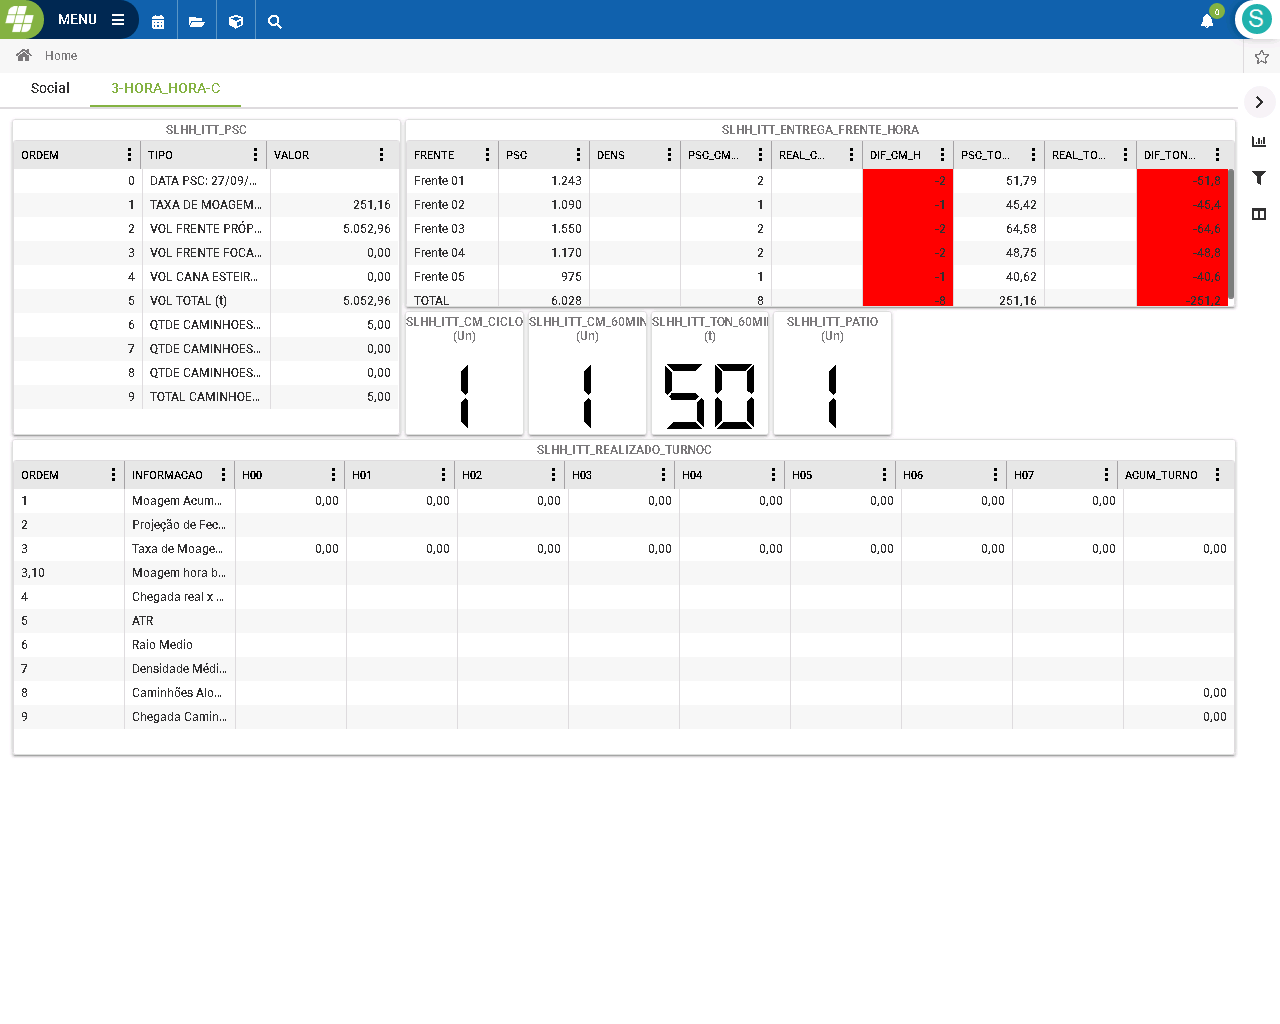 MENU
0
S
Home
Social
3-HORA_HORA-C
SLHH_ITT_PSC
ORDEM TIPO VALOR
0 DATA PSC: 27/09/...
1 TAXA DE MOAGEM... 251,16
2 VOL FRENTE PRÓP... 5.052,96
3 VOL FRENTE FOCA... 0,00
4 VOL CANA ESTEIR... 0,00
5 VOL TOTAL (t) 5.052,96
6 QTDE CAMINHOES... 5,00
7 QTDE CAMINHOES... 0,00
8 QTDE CAMINHOES... 0,00
9 TOTAL CAMINHOE... 5,00
SLHH_ITT_ENTREGA_FRENTE_HORA
FRENTE PSC DENS PSC_CM... REAL_C... DIF_CM_H PSC_TO... REAL_TO... DIF_TON...
Frente 01 1.243 2 -2 51,79 -51,8
Frente 02 1.090 1 -1 45,42 -45,4
Frente 03 1.550 2 -2 64,58 -64,6
Frente 04 1.170 2 -2 48,75 -48,8
Frente 05 975 1 -1 40,62 -40,6
TOTAL 6.028 8 -8 251,16 -251,2
SLHH_ITT_CM_CICLO
(Un)
1
SLHH_ITT_CM_60MIN
(Un)
1
SLHH_ITT_TON_60MI
(t)
50
SLHH_ITT_PATIO
(Un)
1
SLHH_ITT_REALIZADO_TURNOC
ORDEM INFORMACAO H00 H01 H02 H03 H04 H05 H06 H07 ACUM_TURNO
1 Moagem Acum... 0,00 0,00 0,00 0,00 0,00 0,00 0,00 0,00
2 Projeção de Fec...
3 Taxa de Moage... 0,00 0,00 0,00 0,00 0,00 0,00 0,00 0,00 0,00
3,10 Moagem hora b...
4 Chegada real x ...
5 ATR
6 Raio Medio
7 Densidade Médi...
8 Caminhões Alo... 0,00
9 Chegada Camin... 0,00